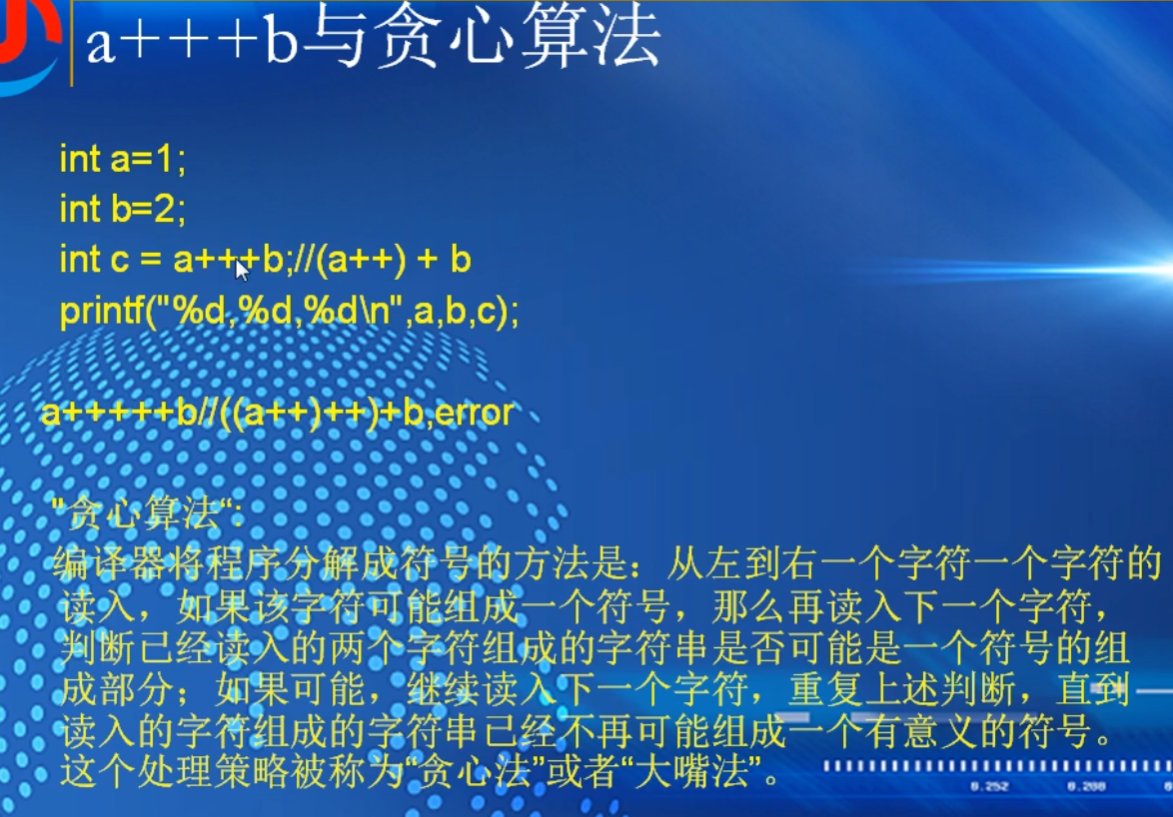 a+++b与贪心算法
int a=1;
int b=2;
int c = a+++b;//(a++) + b
printf("%d,%d,%d\n",a,b,c);
a+++++b//((a++)++)+b,error
"贪心算法“:
编译器将程序分解成符号的方法是：从左到右一个字符一个字符的
读入，如果该字符可能组成一个符号，那么再读入下一个字符，
判断已经读入的两个字符组成的字符串是否可能是一个符号的组
成部分；如果可能，继续读入下一个字符，重复上述判断，直到
读入的字符组成的字符串已经不再可能组成一个有意义的符号。
这个处理策略被称为“贪心法”或者“大嘴法”。
0.252 0.208